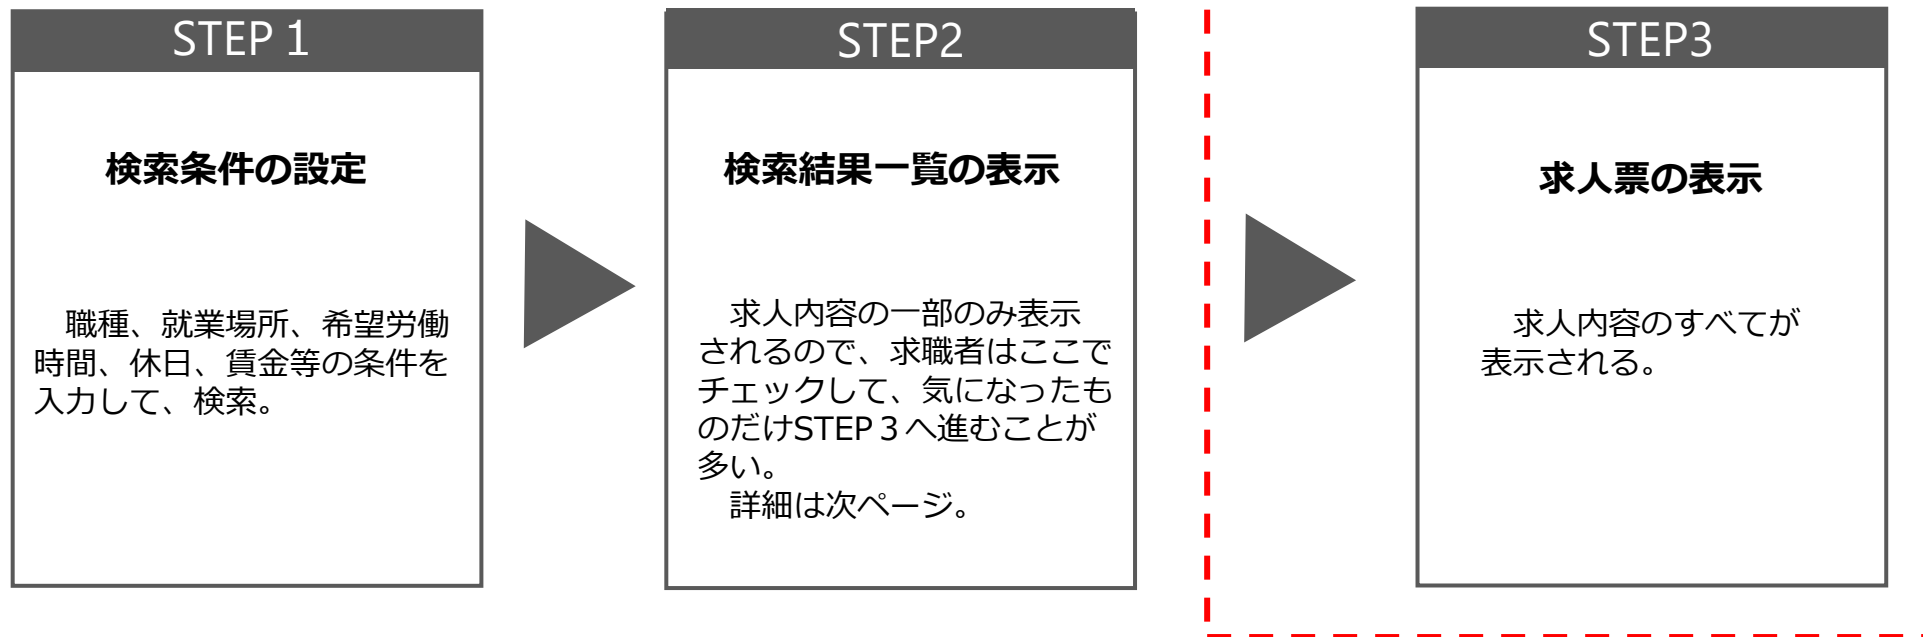 STEP１
検索条件の設定
　職種、就業場所、希望労働
時間、休日、賃金等の条件を
入力して、検索。
STEP2
検索結果一覧の表示
　求人内容の一部のみ表示
されるので、求職者はここで
チェックして、気になったも
のだけSTEP３へ進むことが
多い。
　詳細は次ページ。
STEP3
求人票の表示
　求人内容のすべてが
表示される。